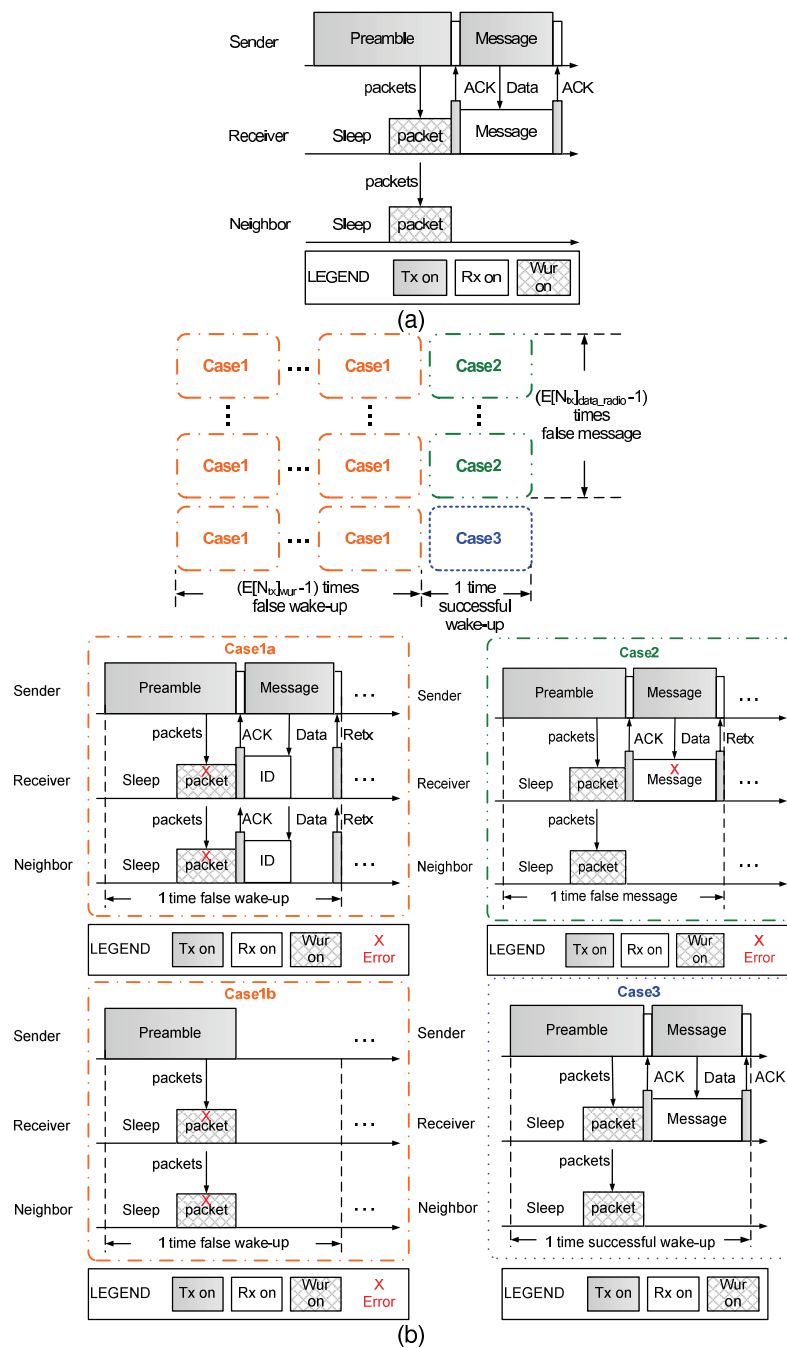 Sender
Preamble
Message
packets
ACK
Data
ACK
Receiver
Sleep
packet
Message
packets
Neighbor
Sleep
packet
LEGEND
Tx on
Rx on
Wur
on
(a)
Case1
...
Case1
Case2
(E[Ntx]data_radio-1)
times
false message
Case1
...
Case1
Case2
Case1
...
Case1
Case3
(E[Ntx]wur-1) times
false wake-up
1 time
successful
wake-up
Case1a
Sender
Preamble
Message
...
packets
ACK
Data
Retx
Receiver
Sleep
X
packet
ID
...
packets
ACK
Data
Retx
Neighbor
Sleep
X
packet
ID
...
1 time false wake-up
LEGEND
Tx on
Rx on
Wur
on
X
Error
Case2
Sender
Preamble
Message
...
packets
ACK
Data
Retx
Receiver
Sleep
packet
X
Message
...
packets
Neighbor
Sleep
packet
...
1 time false message
LEGEND
Tx on
Rx on
Wur
on
X
Error
Case1b
Sender
Preamble
...
packets
Receiver
Sleep
X
packet
...
packets
Neighbor
Sleep
X
packet
...
1 time false wake-up
LEGEND
Tx on
Rx on
Wur
on
X
Error
Case3
Sender
Preamble
Message
packets
ACK
Data
ACK
Receiver
Sleep
packet
Message
packets
Neighbor
Sleep
packet
1 time successful wake-up
LEGEND
Tx on
Rx on
Wur
on
(b)